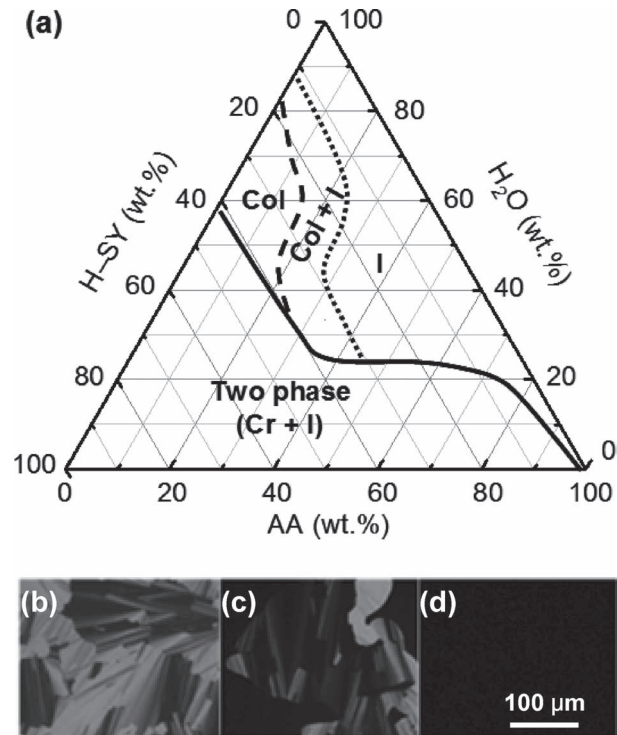 (a)
0 100
20 80
H–SY (wt.%)
H₂O (wt.%)
40 Col Col + I 60
I
60 40
80 Two phase 20
(Cr + I)
100 0
0 20 40 60 80 100
AA (wt.%)
(b) (c) (d)
100 µm